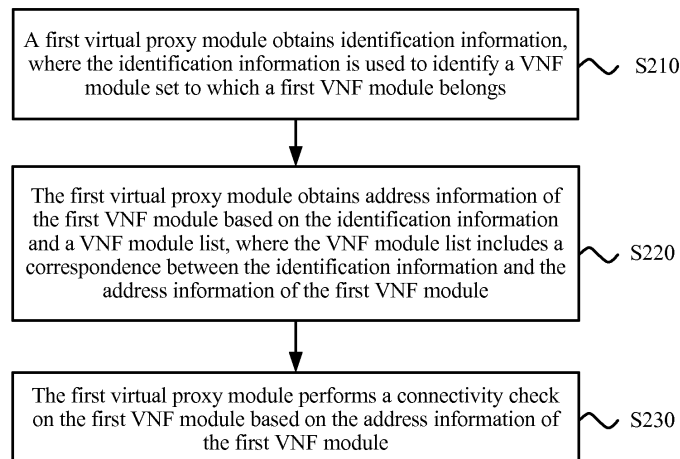 A first virtual proxy module obtains identification information,
where the identification information is used to identify a VNF
module set to which a first VNF module belongs
S210
The first virtual proxy module obtains address information of
the first VNF module based on the identification information
and a VNF module list, where the VNF module list includes a
correspondence between the identification information and the
address information of the first VNF module
S220
The first virtual proxy module performs a connectivity check
on the first VNF module based on the address information of
the first VNF module
S230